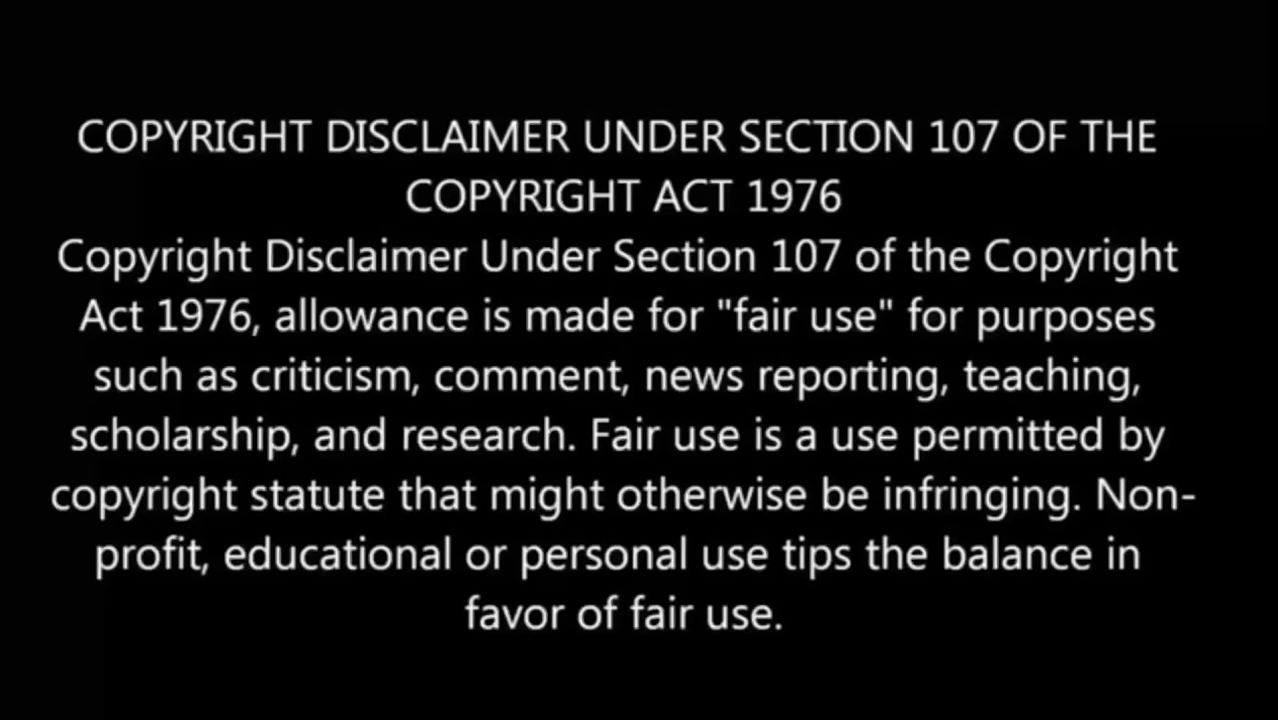 COPYRIGHT DISCLAIMER UNDER SECTION 107 OF THE
COPYRIGHT ACT 1976
Copyright Disclaimer Under Section 107 of the Copyright
Act 1976, allowance is made for "fair use" for purposes
such as criticism, comment, news reporting, teaching,
scholarship, and research. Fair use is a use permitted by
copyright statute that might otherwise be infringing. Non-
profit, educational or personal use tips the balance in
favor of fair use.